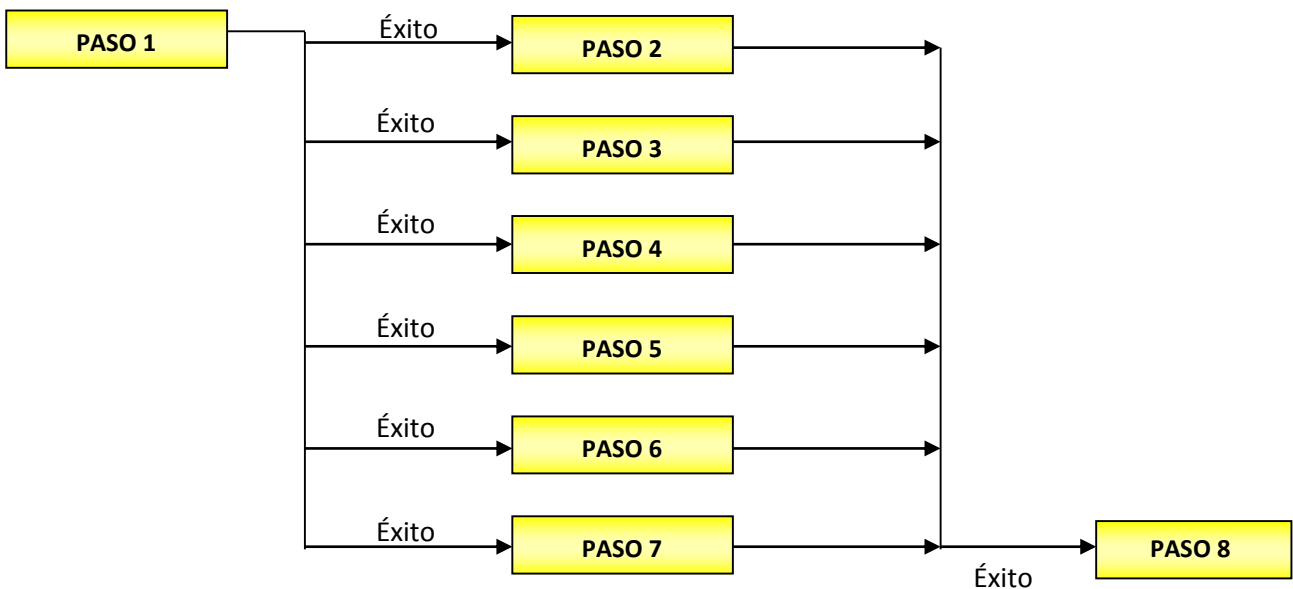 PASO 1
Éxito
PASO 2
Éxito
PASO 3
Éxito
PASO 4
Éxito
PASO 5
Éxito
PASO 6
Éxito
PASO 7
Éxito
PASO 8